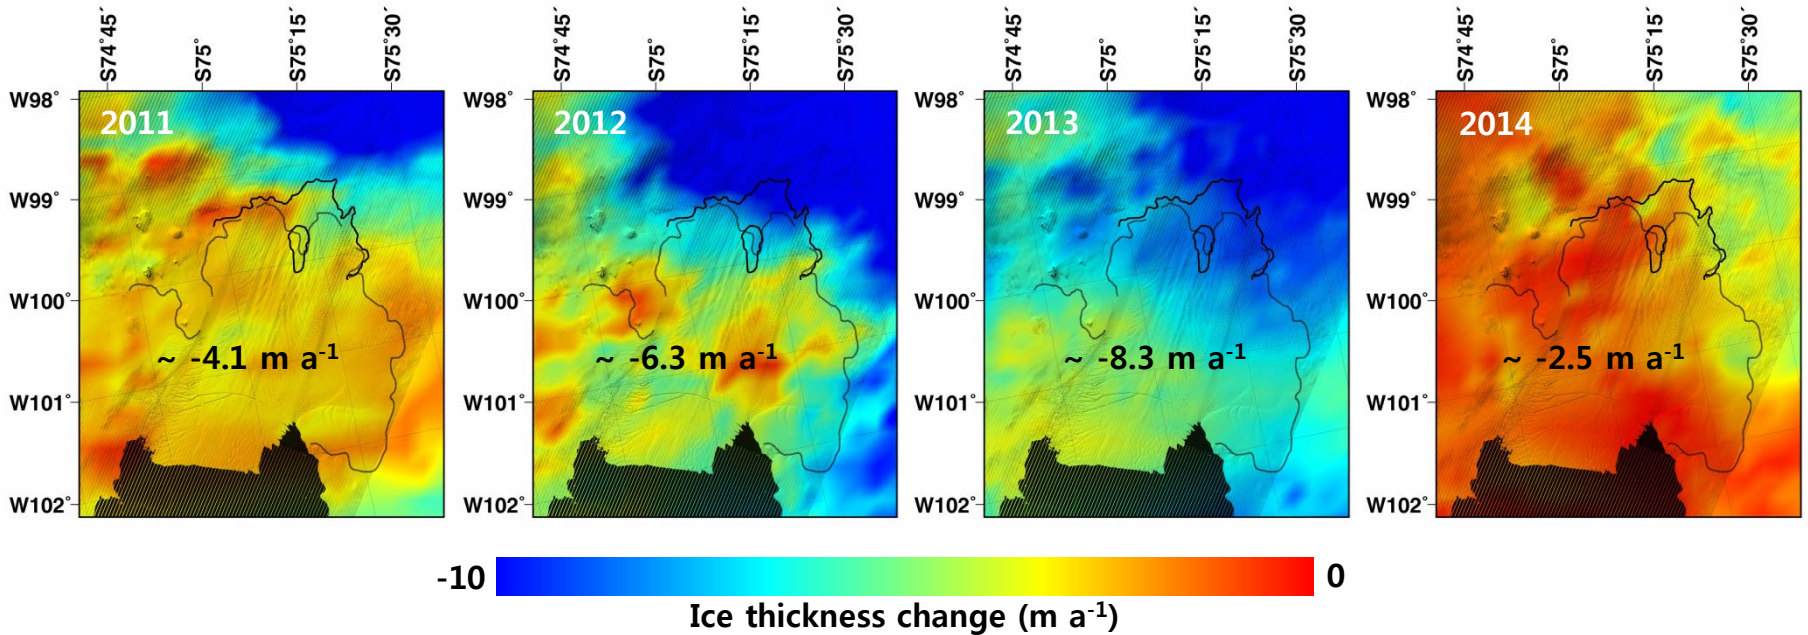 S74˚45´ S75˚ S75˚15´ S75˚30´ S74˚45´ S75˚ S75˚15´ S75˚30´ S74˚45´ S75˚ S75˚15´ S75˚30´ S74˚45´ S75˚ S75˚15´ S75˚30´
W98˚ W98˚ W98˚ W98˚
2011 2012 2013 2014
W99˚ W99˚ W99˚ W99˚
W100˚ W100˚ W100˚ W100˚
~ -4.1 m a⁻¹ ~ -6.3 m a⁻¹ ~ -8.3 m a⁻¹ ~ -2.5 m a⁻¹
W101˚ W101˚ W101˚ W101˚
W102˚ W102˚ W102˚ W102˚
-10 0
Ice thickness change (m a⁻¹)